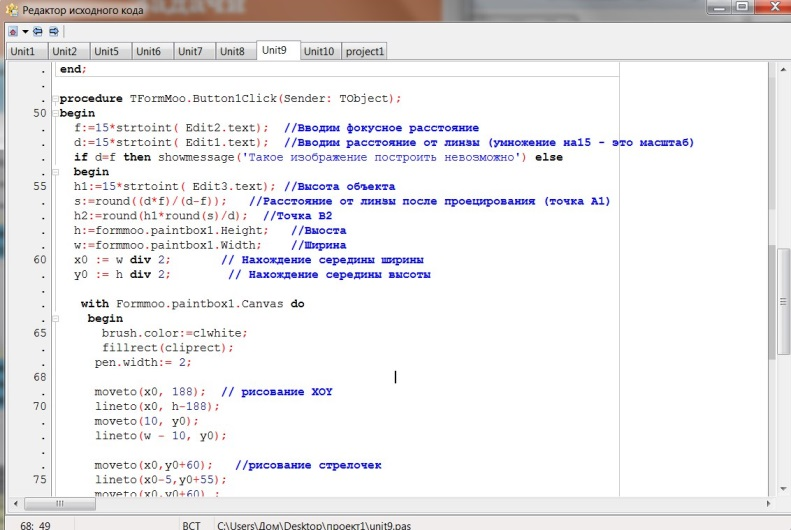 задачи
Редактор исходного кода
Unit1 Unit2 Unit5 Unit6 Unit7 Unit8 Unit9 Unit10 project1
. end;
.
. procedure TFormMoo.Button1Click(Sender: TObject);
50 begin
. f:=15*strtoint( Edit2.text); //Вводим фокусное расстояние
. d:=15*strtoint( Edit1.text); //Вводим расстояние от линзы (умножение на15 - это масштаб)
. if d=f then showmessage('Такое изображение построить невозможно') else
. begin
55 h1:=15*strtoint( Edit3.text); //Высота объекта
. s:=round((d*f)/(d-f)); //Расстояние от линзы после проецирования (точка A1)
. h2:=round(h1*round(s)/d); //Точка B2
. h:=formmoo.paintbox1.Height; //Выоста
. w:=formmoo.paintbox1.Width; //Ширина
60 x0 := w div 2; // Нахождение середины ширины
. y0 := h div 2; // Нахождение середины высоты
.
. with Formmoo.paintbox1.Canvas do
. begin
65 brush.color:=clwhite;
. fillrect(cliprect);
. pen.width:= 2;
68
. moveto(x0, 188); // рисование XOY
70 lineto(x0, h-188);
. moveto(10, y0);
. lineto(w - 10, y0);
.
. moveto(x0,y0+60); //рисование стрелочек
75 lineto(x0-5,y0+55);
. moveto(x0,y0+60) ;
68: 49 ВСТ C:\Users\Дом\Desktop\проект1\unit9.pas